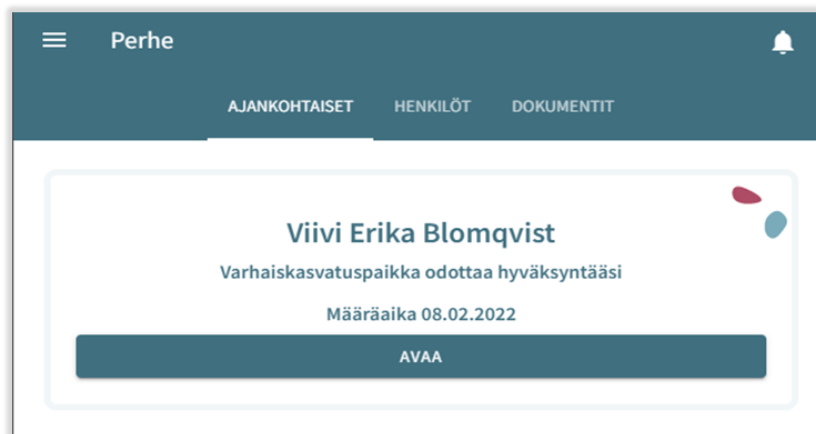 Perhe
AJANKOHTAISET HENKILÖT DOKUMENTIT
Viivi Erika Blomqvist
Varhaiskasvatuspaikka odottaa hyväksyntääsi
Määräaika 08.02.2022
AVAA